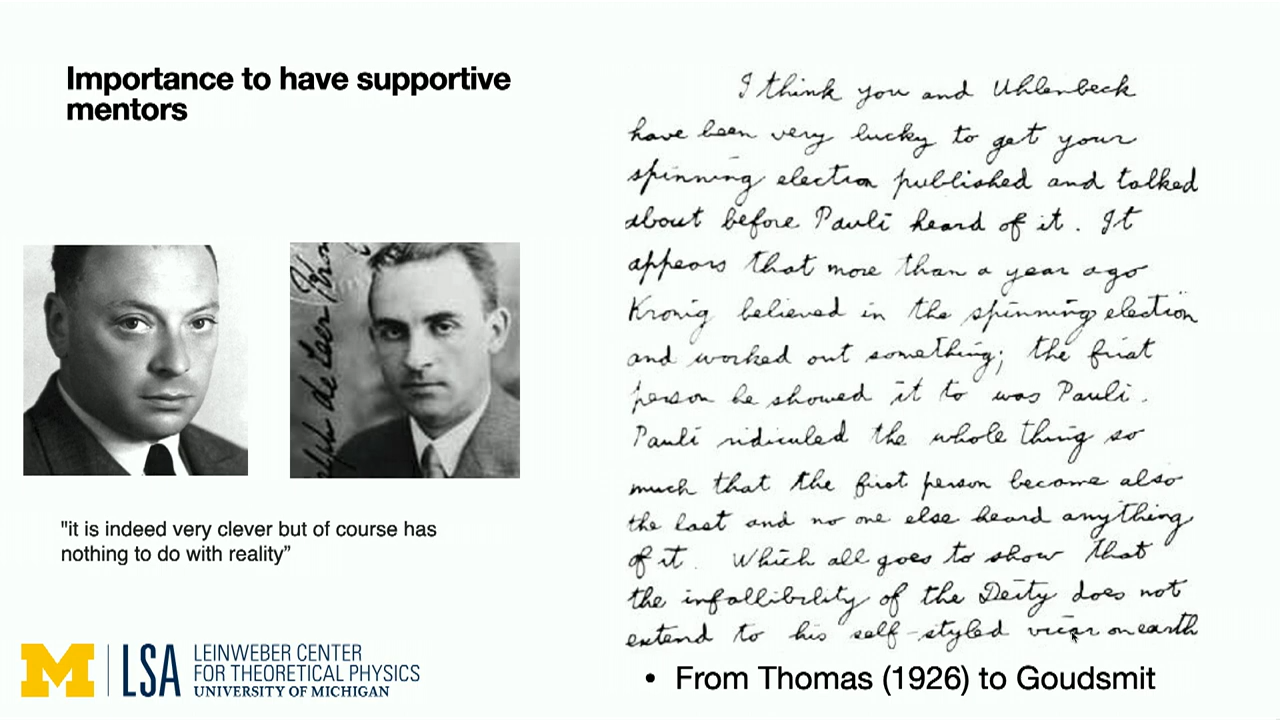 Importance to have supportive
mentors
"it is indeed very clever but of course has
nothing to do with reality”
M LSA LEINWEBER CENTER
FOR THEORETICAL PHYSICS
UNIVERSITY OF MICHIGAN
I think you and Uhlenbeck
have been very lucky to get your
spinning electron published and talked
about before Pauli heard of it. It
appears that more than a year ago
Kronig believed in the spinning electron
and worked out something; the first
person he showed it to was Pauli.
Pauli ridiculed the whole thing so
much that the first person became also
the last and no one else heard anything
of it. Which all goes to show that
the infallibility of the Deity does not
extend to his self-styled vicar on earth
• From Thomas (1926) to Goudsmit